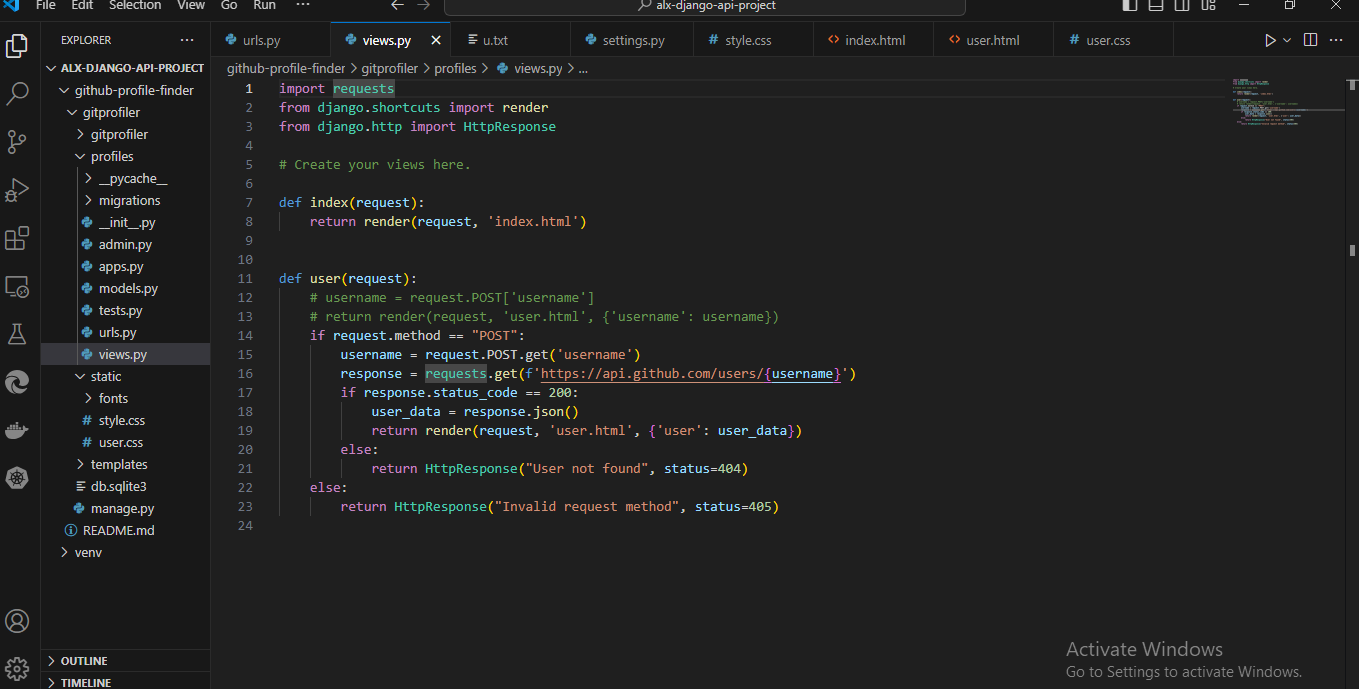 File Edit Selection View Go Run ··· ← → alx-django-api-project
EXPLORER ···
urls.py views.py × u.txt settings.py style.css index.html user.html user.css ···
ALX-DJANGO-API-PROJECT
github-profile-finder > gitprofiler > profiles > views.py > ...
github-profile-finder
gitprofiler
gitprofiler
profiles
__pycache__
migrations
__init__.py
admin.py
apps.py
models.py
tests.py
urls.py
views.py
static
fonts
style.css
user.css
templates
db.sqlite3
manage.py
README.md
venv
OUTLINE
TIMELINE
1 import requests
2 from django.shortcuts import render
3 from django.http import HttpResponse
4
5 # Create your views here.
6
7 def index(request):
8     return render(request, 'index.html')
9
10
11 def user(request):
12     # username = request.POST['username']
13     # return render(request, 'user.html', {'username': username})
14     if request.method == "POST":
15         username = request.POST.get('username')
16         response = requests.get(f'https://api.github.com/users/{username}')
17         if response.status_code == 200:
18             user_data = response.json()
19             return render(request, 'user.html', {'user': user_data})
20         else:
21             return HttpResponse("User not found", status=404)
22     else:
23         return HttpResponse("Invalid request method", status=405)
24
Activate Windows
Go to Settings to activate Windows.